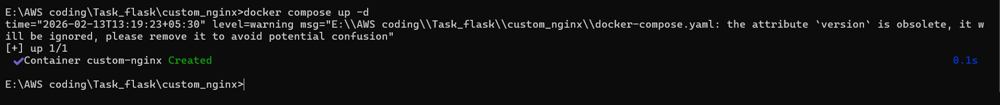 E:\AWS coding\Task_flask\custom_nginx>docker compose up -d
time="2026-02-13T13:19:23+05:30" level=warning msg="E:\\AWS coding\\Task_flask\\custom_nginx\\docker-compose.yaml: the attribute `version` is obsolete, it w
ill be ignored, please remove it to avoid potential confusion"
[+] up 1/1
✔Container custom-nginx Created 0.1s
E:\AWS coding\Task_flask\custom_nginx>